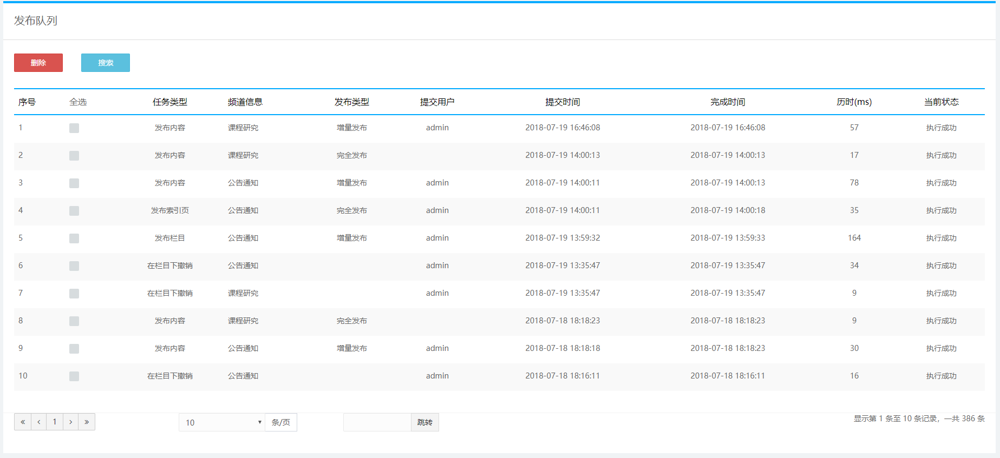 发布队列
删除 搜索
序号 全选 任务类型 频道信息 发布类型 提交用户 提交时间 完成时间 历时(ms) 当前状态
1 发布内容 课程研究 增量发布 admin 2018-07-19 16:46:08 2018-07-19 16:46:08 57 执行成功
2 发布内容 课程研究 完全发布 2018-07-19 14:00:13 2018-07-19 14:00:13 17 执行成功
3 发布内容 公告通知 增量发布 admin 2018-07-19 14:00:11 2018-07-19 14:00:13 78 执行成功
4 发布索引页 公告通知 完全发布 admin 2018-07-19 14:00:11 2018-07-19 14:00:18 35 执行成功
5 发布栏目 公告通知 增量发布 admin 2018-07-19 13:59:32 2018-07-19 13:59:33 164 执行成功
6 在栏目下撤销 公告通知 admin 2018-07-19 13:35:47 2018-07-19 13:35:47 34 执行成功
7 在栏目下撤销 课程研究 admin 2018-07-19 13:35:47 2018-07-19 13:35:47 9 执行成功
8 发布内容 课程研究 完全发布 2018-07-18 18:18:23 2018-07-18 18:18:23 9 执行成功
9 发布内容 公告通知 增量发布 admin 2018-07-18 18:18:18 2018-07-18 18:18:23 30 执行成功
10 在栏目下撤销 公告通知 admin 2018-07-18 18:16:11 2018-07-18 18:16:11 16 执行成功
« ‹ 1 › » 10 条/页 跳转 显示第 1 条至 10 条记录，一共 386 条